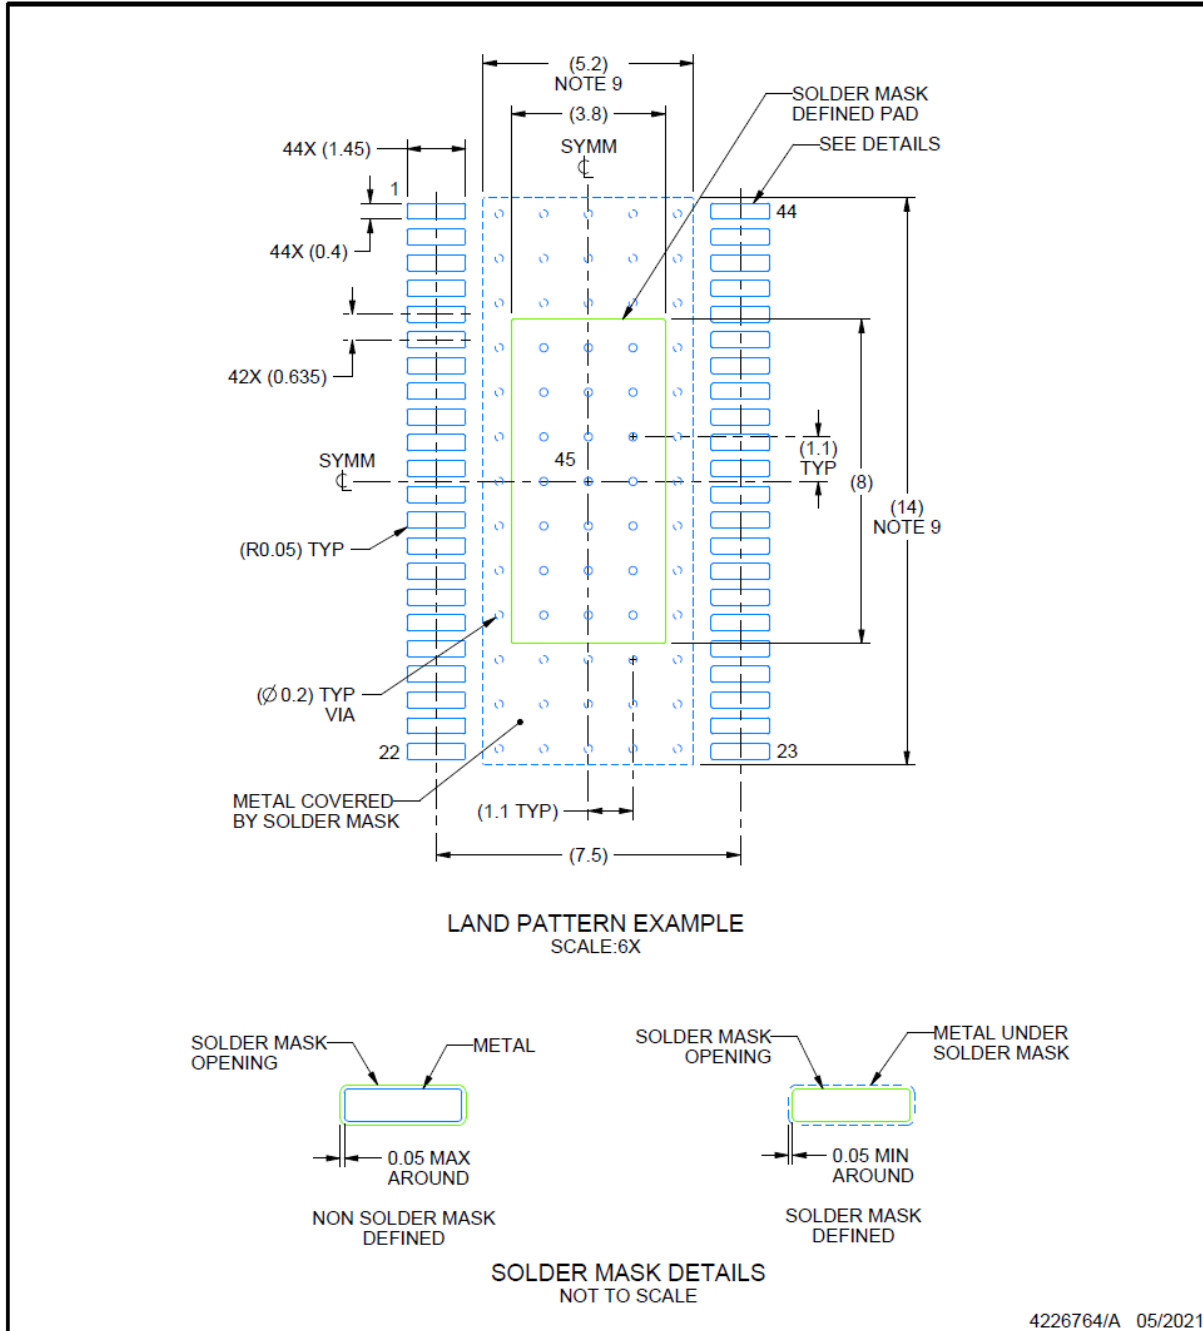 (5.2)
NOTE 9
SOLDER MASK
DEFINED PAD
(3.8)
44X (1.45)
SYMM
℄
SEE DETAILS
1
44
44X (0.4)
42X (0.635)
(1.1)
TYP
SYMM
℄
45
(8)
(14)
NOTE 9
(R0.05) TYP
(Ø 0.2) TYP
VIA
22
23
METAL COVERED
BY SOLDER MASK
(1.1 TYP)
(7.5)
LAND PATTERN EXAMPLE
SCALE:6X
SOLDER MASK
OPENING
METAL
0.05 MAX
AROUND
NON SOLDER MASK
DEFINED
SOLDER MASK
OPENING
METAL UNDER
SOLDER MASK
0.05 MIN
AROUND
SOLDER MASK
DEFINED
SOLDER MASK DETAILS
NOT TO SCALE
4226764/A 05/2021